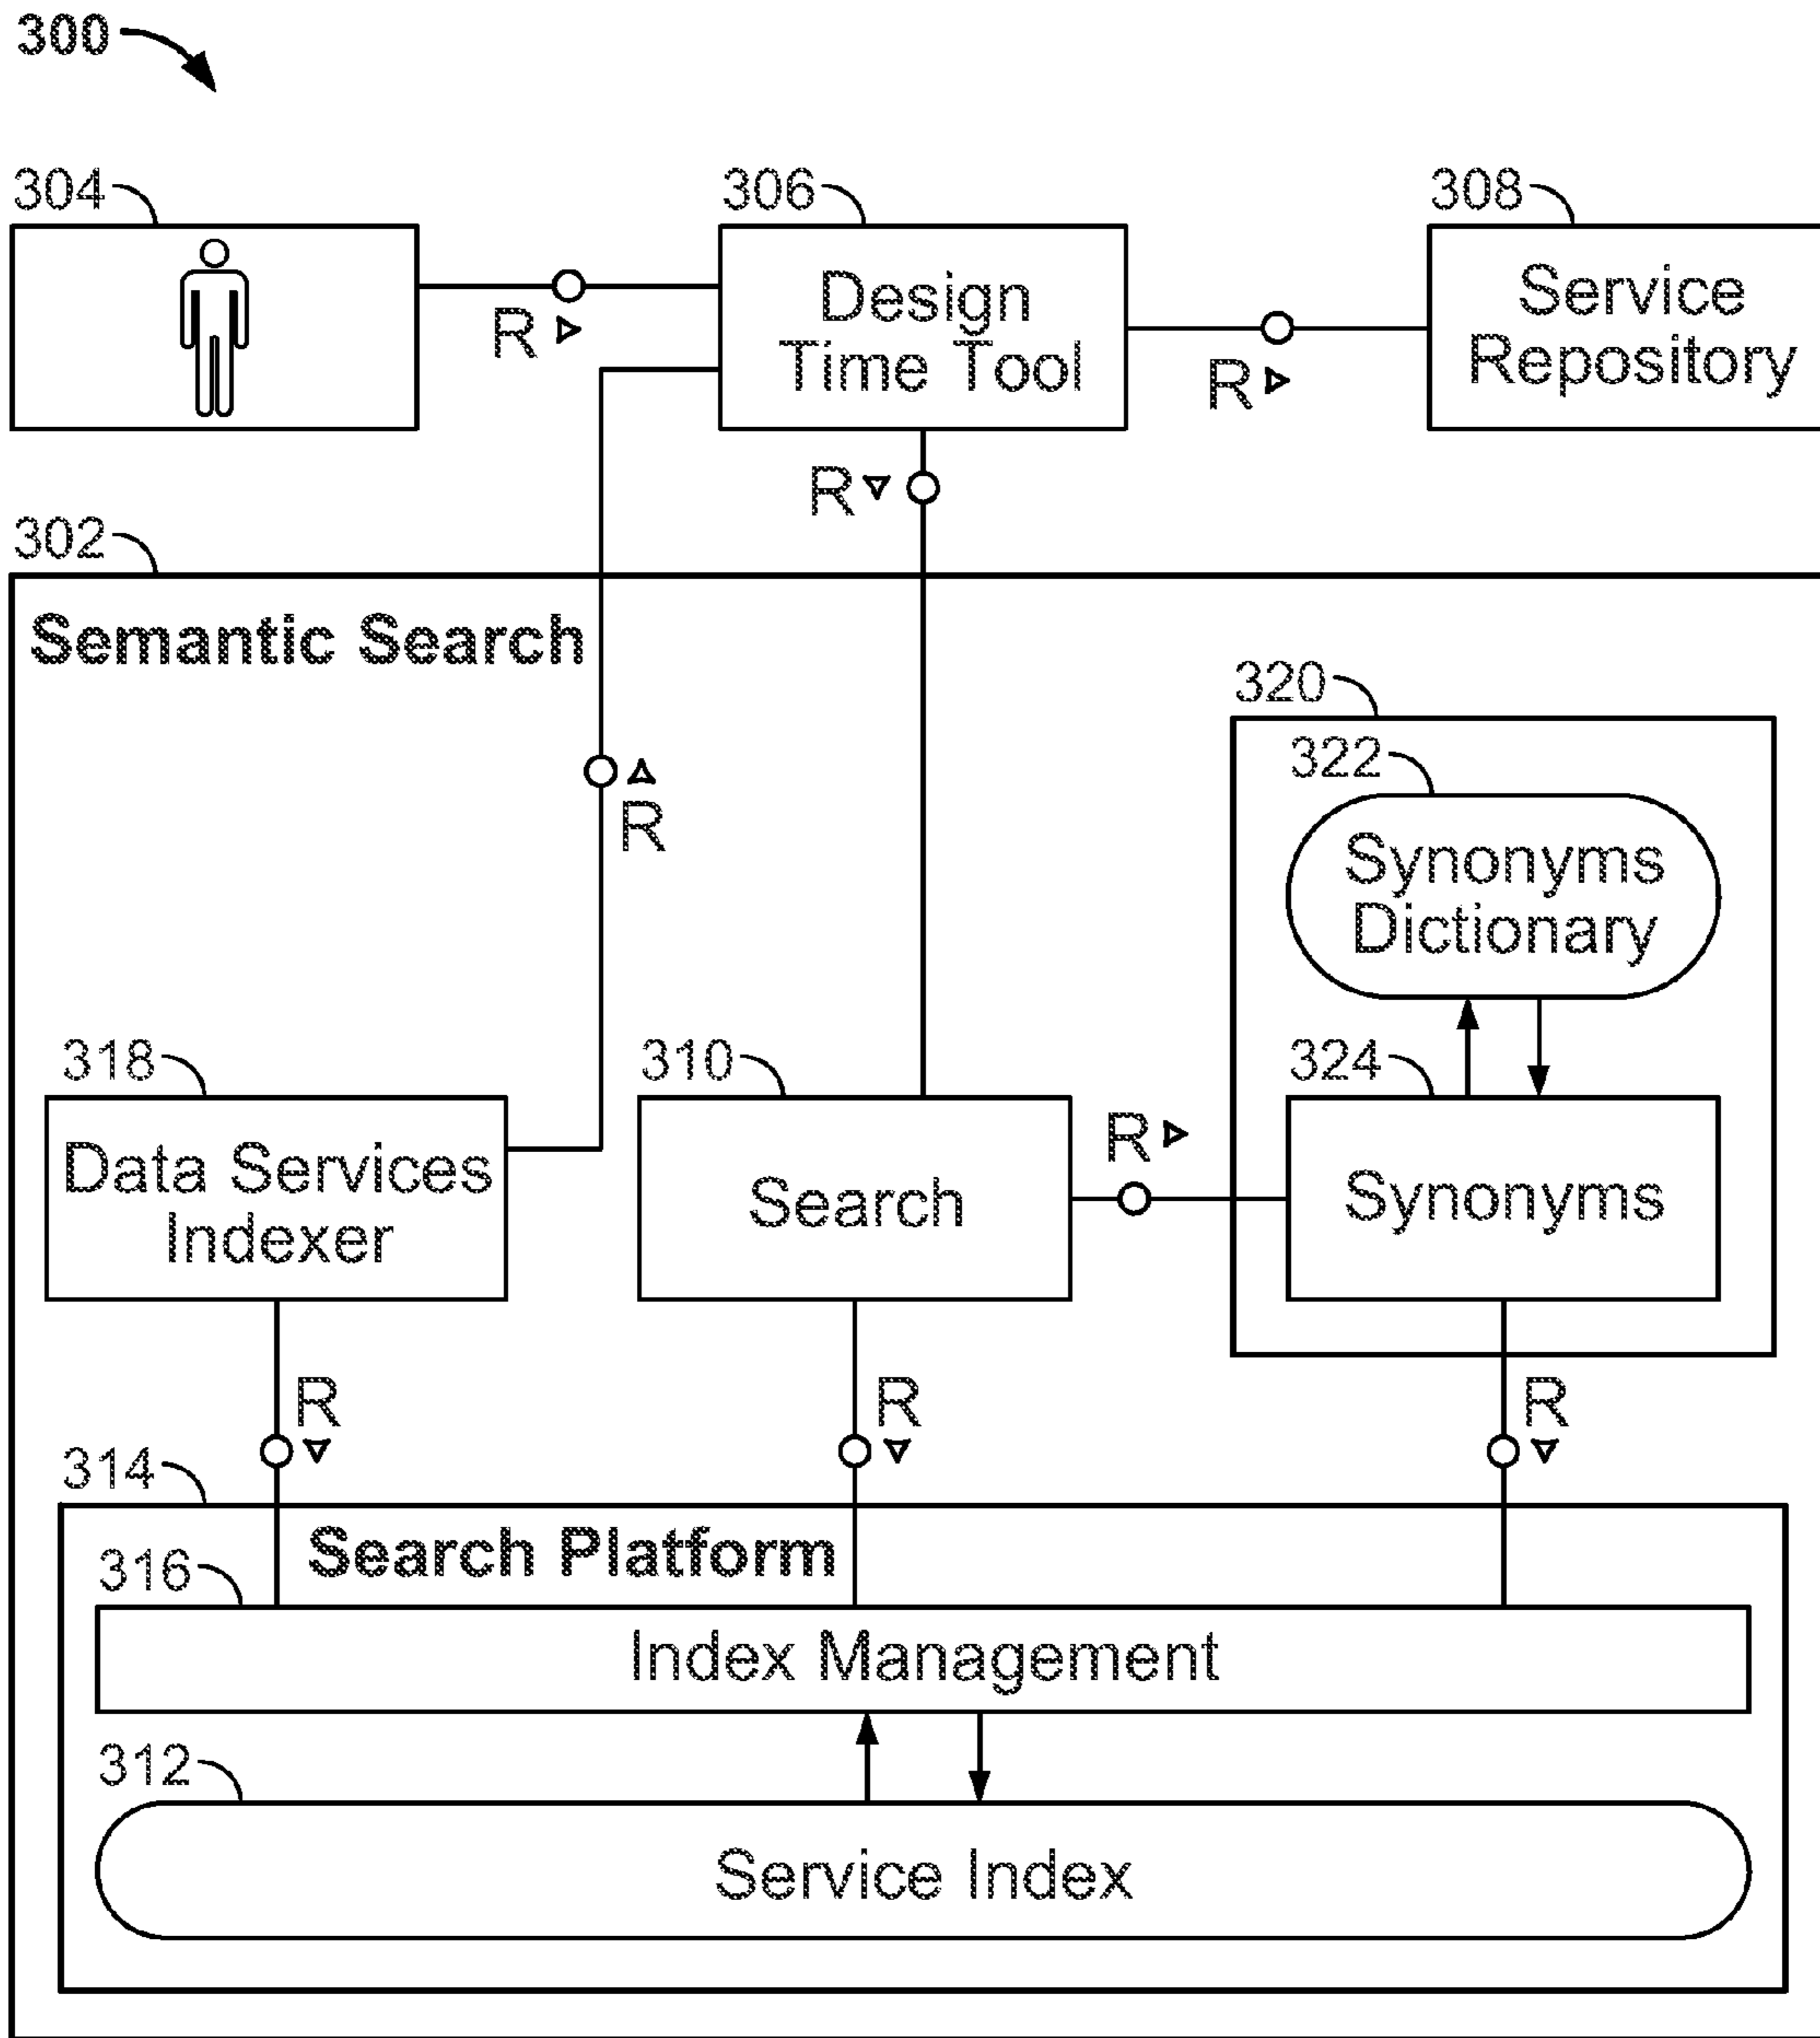 300
304
306
308
Design
Time Tool
Service
Repository
R
R
R
302
Semantic Search
320
322
R
Synonyms
Dictionary
318
310
324
Data Services
Indexer
Search
R
Synonyms
R
R
R
314
Search Platform
316
Index Management
312
Service Index